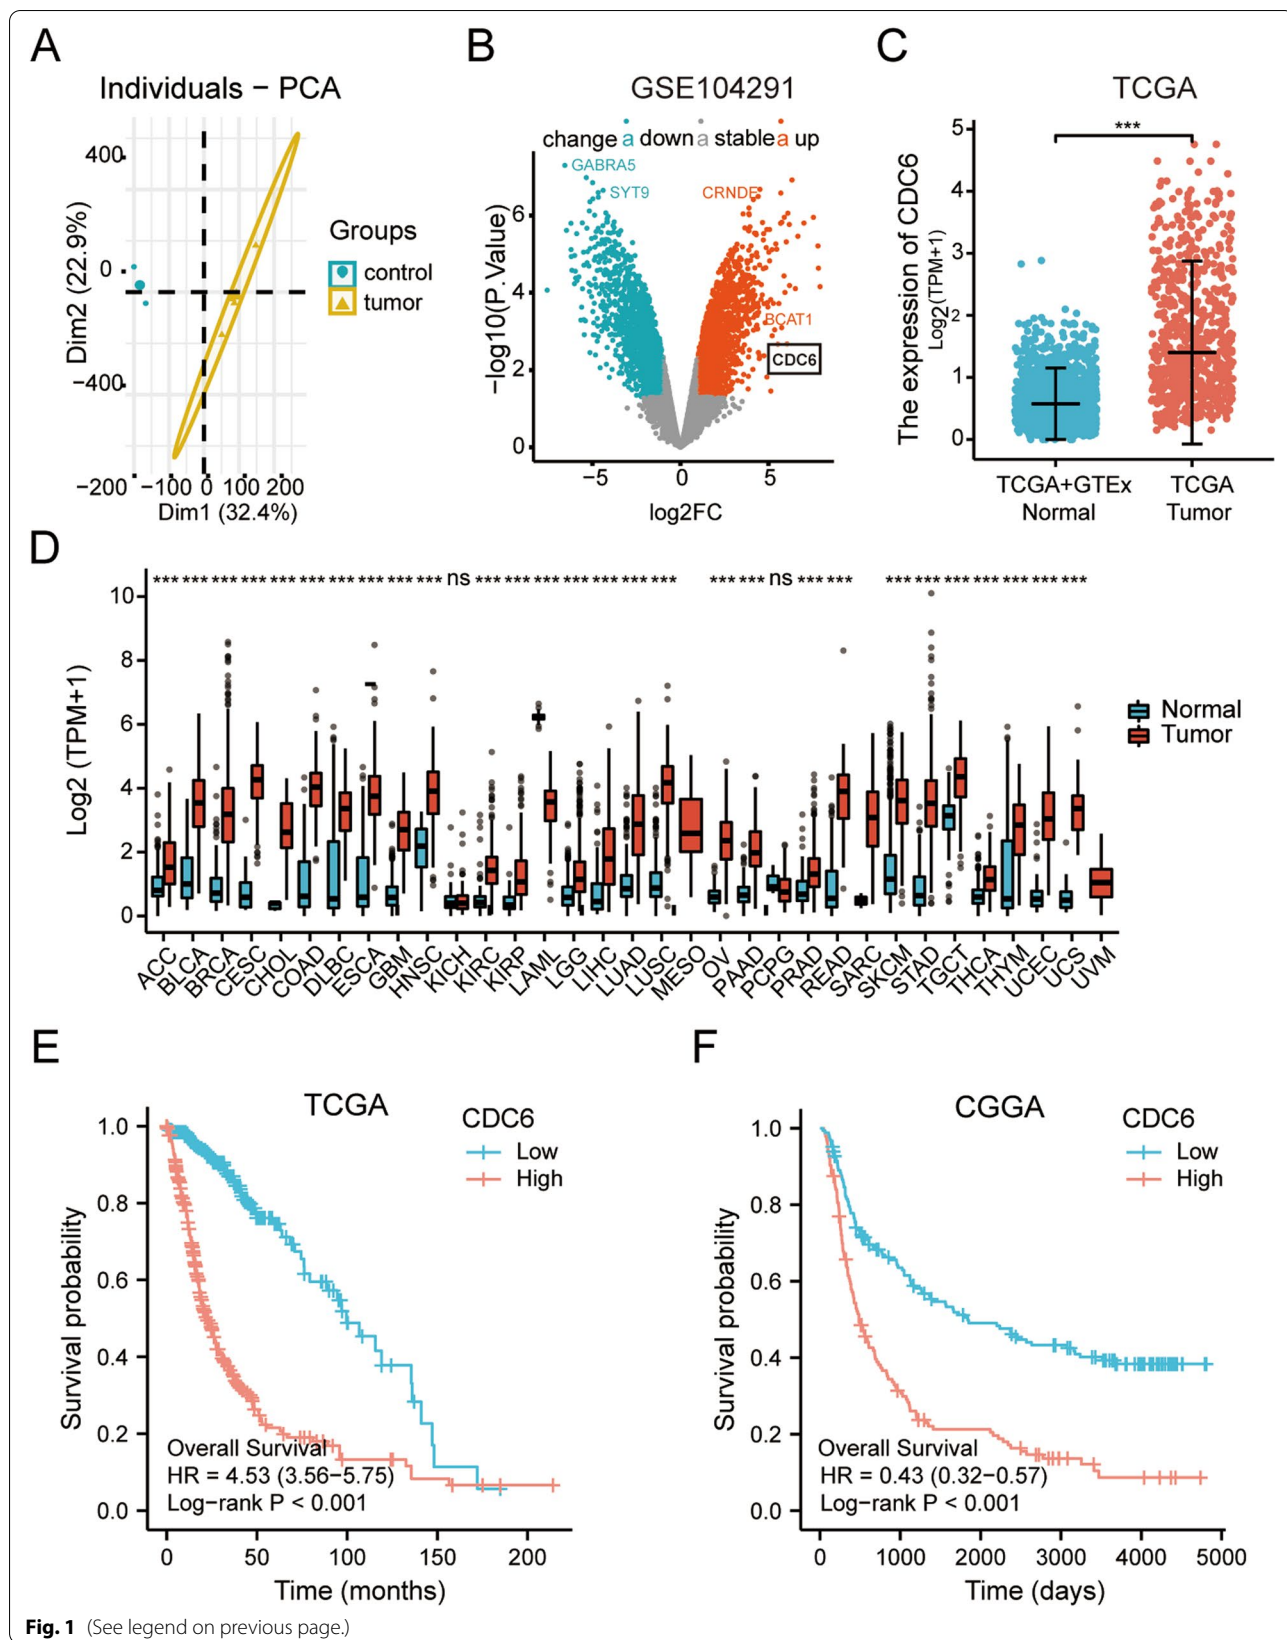 A
Individuals − PCA
400
0
−400
Dim2 (22.9%)
−200 −100 0 100 200
Dim1 (32.4%)
Groups
control
tumor
B
GSE104291
change a down a stable a up
GABRA5
SYT9
CRNDE
BCAT1
CDC6
6
4
2
0
−log10(P.Value)
−5 0 5
log2FC
C
TCGA
***
5
4
3
2
1
0
The expression of CDC6
Log2(TPM+1)
TCGA+GTEx TCGA
Normal Tumor
D
*** *** *** *** *** *** *** *** *** *** ns *** *** *** *** *** *** *** *** *** ns *** *** *** *** *** *** *** *** ***
10
8
6
4
2
0
Log2 (TPM+1)
Normal
Tumor
ACC BLCA BRCA CESC CHOL COAD DLBC ESCA GBM HNSC KICH KIRC KIRP LAML LGG LIHC LUAD LUSC MESO OV PAAD PCPG PRAD READ SARC SKCM STAD TGCT THCA THYM UCEC UCS UVM
E
TCGA
CDC6
Low
High
1.0
0.8
0.6
0.4
0.2
0.0
Survival probability
Overall Survival
HR = 4.53 (3.56−5.75)
Log−rank P < 0.001
0 50 100 150 200
Time (months)
F
CGGA
CDC6
Low
High
1.0
0.8
0.6
0.4
0.2
0.0
Survival probability
Overall Survival
HR = 0.43 (0.32−0.57)
Log−rank P < 0.001
0 1000 2000 3000 4000 5000
Time (days)
Fig. 1 (See legend on previous page.)